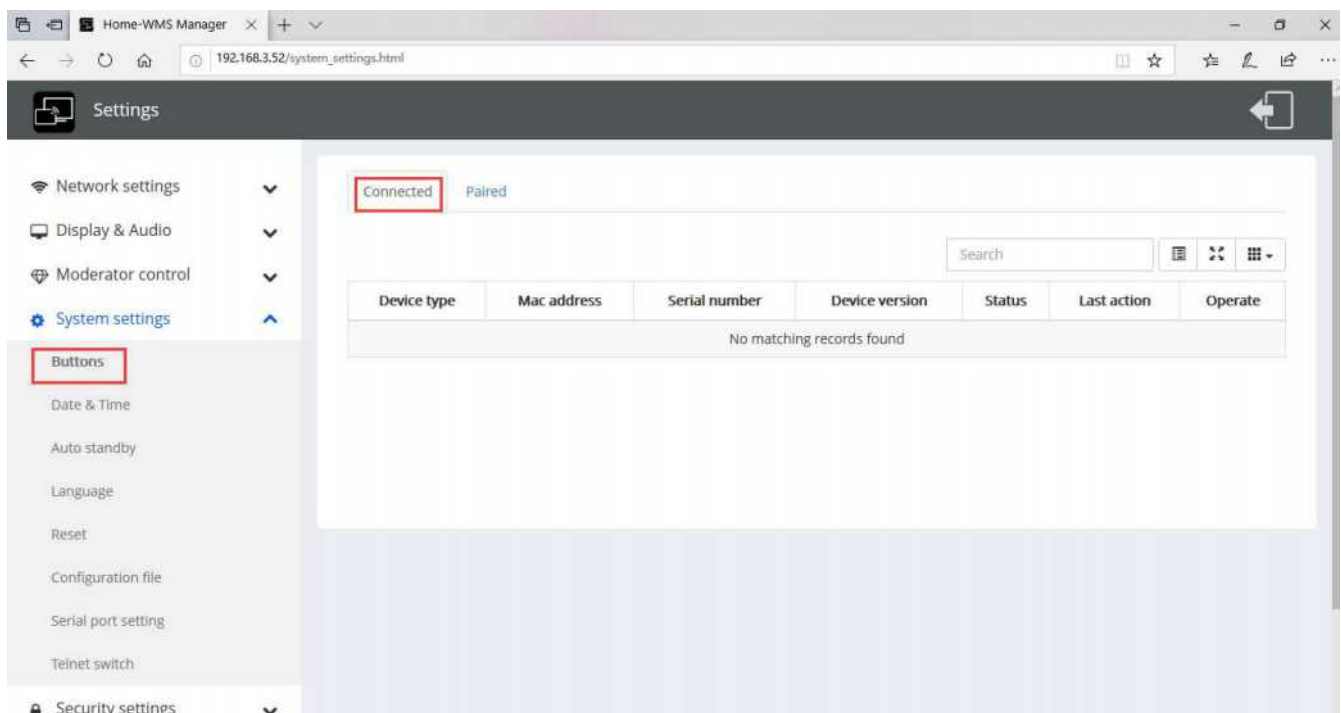 Home-WMS Manager
192.168.3.52/system_settings.html
Settings
Network settings
Display & Audio
Moderator control
System settings
Buttons
Date & Time
Auto standby
Language
Reset
Configuration file
Serial port setting
Telnet switch
Security settings
Connected Paired
Search
Device type Mac address Serial number Device version Status Last action Operate
No matching records found